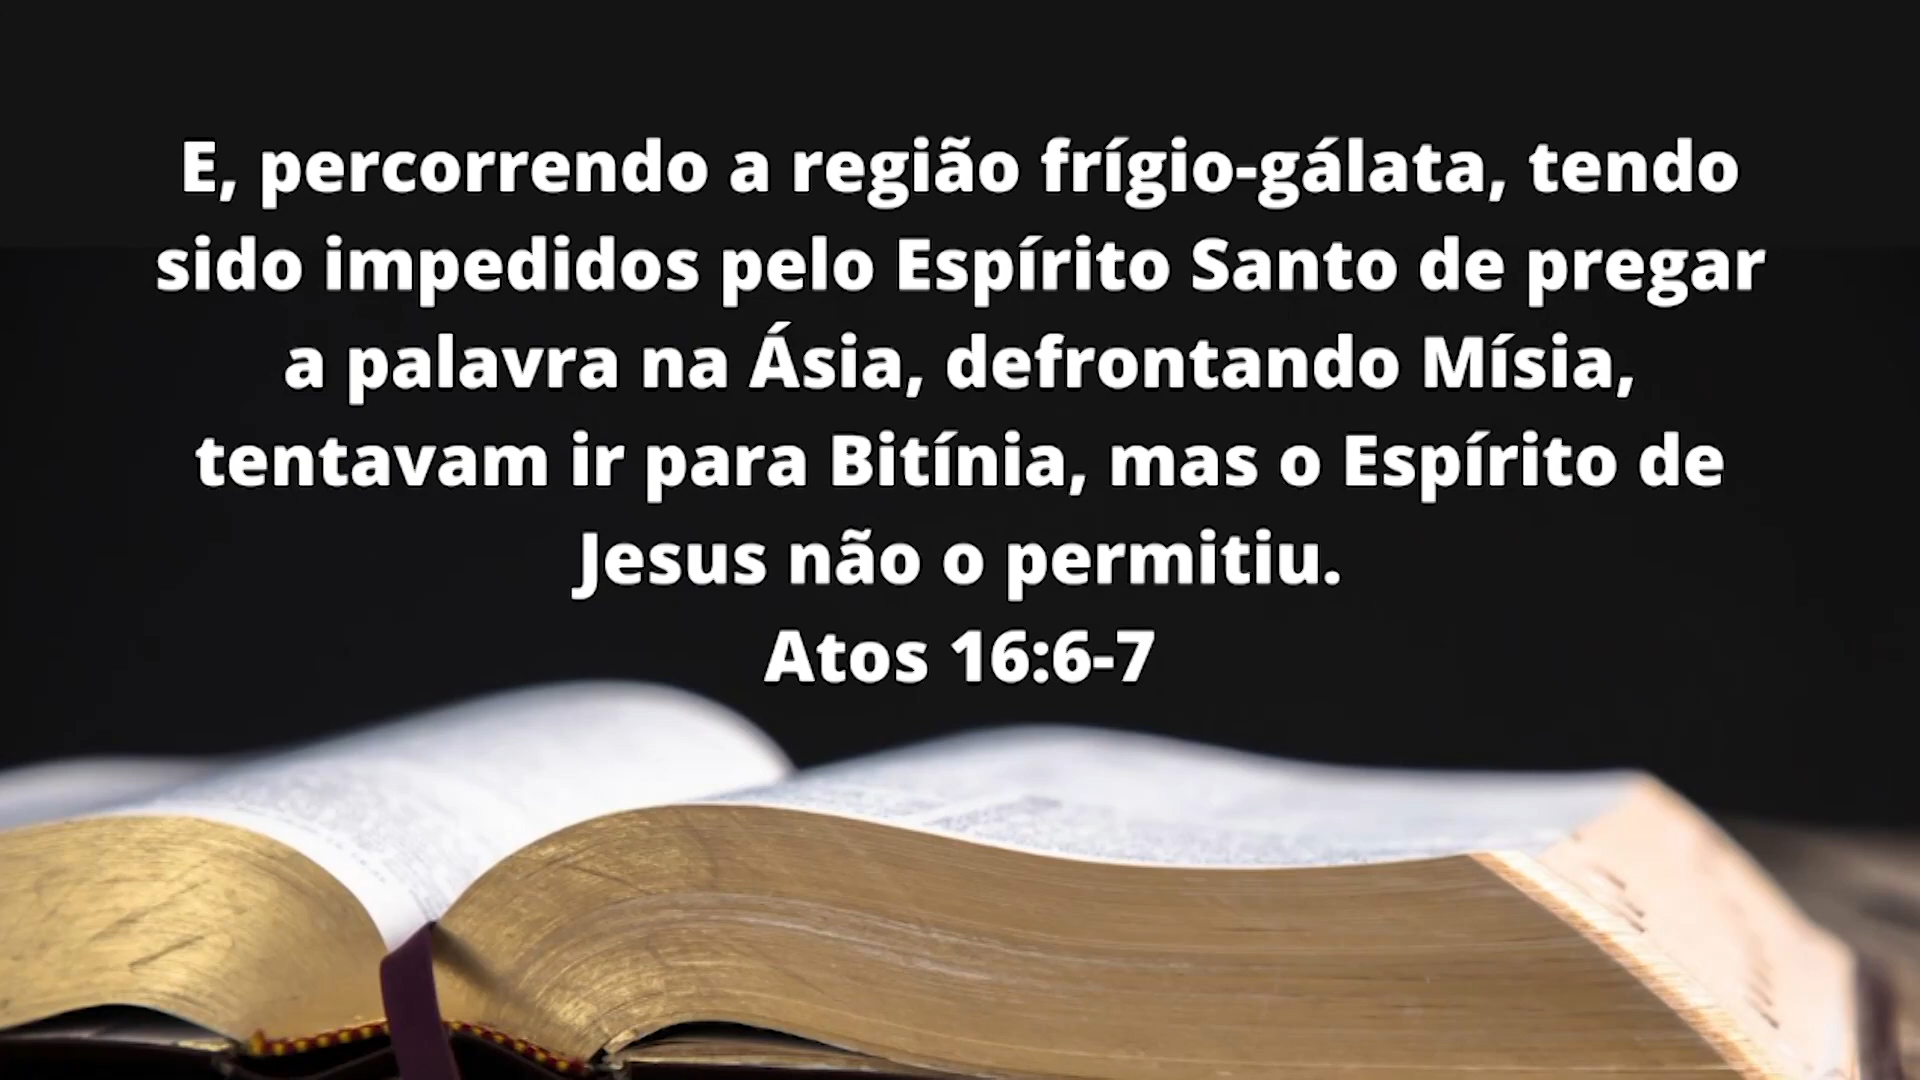 E, percorrendo a região frígio-gálata, tendo
sido impedidos pelo Espírito Santo de pregar
a palavra na Ásia, defrontando Mísia,
tentavam ir para Bitínia, mas o Espírito de
Jesus não o permitiu.
Atos 16:6-7